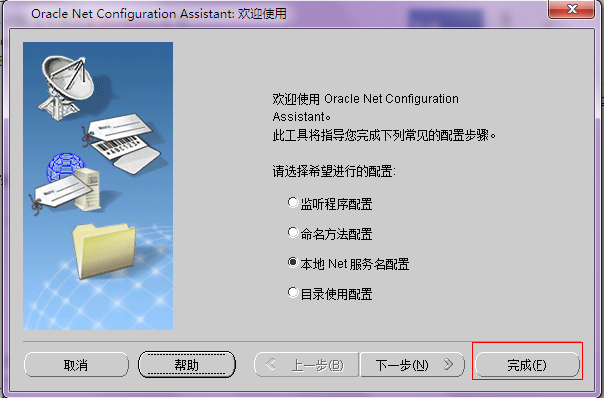 Oracle Net Configuration Assistant: 欢迎使用
欢迎使用 Oracle Net Configuration
Assistant。
此工具将指导您完成下列常见的配置步骤。
请选择希望进行的配置:
监听程序配置
命名方法配置
本地 Net 服务名配置
目录使用配置
取消
帮助
上一步(B)
下一步(N)
完成(F)